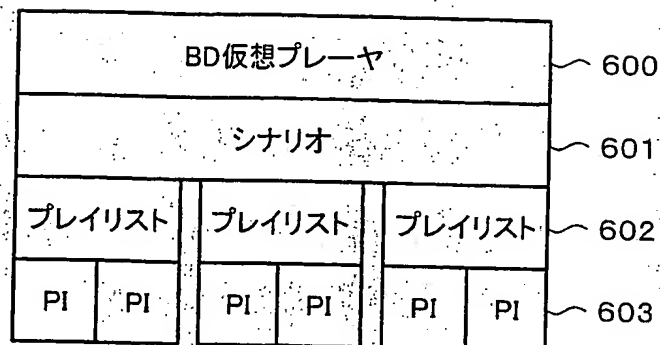 BD仮想プレーヤ 600
シナリオ 601
プレイリスト プレイリスト プレイリスト 602
PI PI PI PI PI PI 603